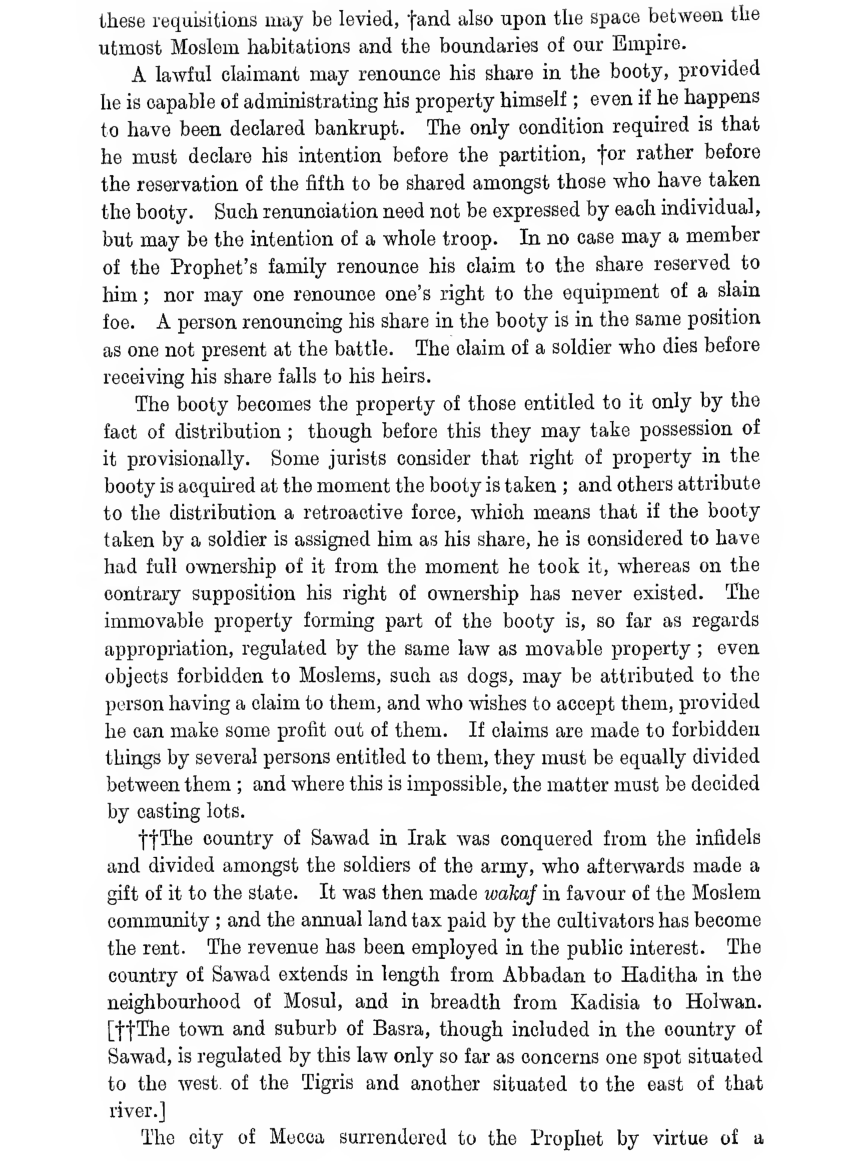 these requisitions may be levied, †and also upon the space between the
utmost Moslem habitations and the boundaries of our Empire.
A lawful claimant may renounce his share in the booty, provided
he is capable of administrating his property himself ; even if he happens
to have been declared bankrupt. The only condition required is that
he must declare his intention before the partition, †or rather before
the reservation of the fifth to be shared amongst those who have taken
the booty. Such renunciation need not be expressed by each individual,
but may be the intention of a whole troop. In no case may a member
of the Prophet's family renounce his claim to the share reserved to
him ; nor may one renounce one's right to the equipment of a slain
foe. A person renouncing his share in the booty is in the same position
as one not present at the battle. The claim of a soldier who dies before
receiving his share falls to his heirs.
The booty becomes the property of those entitled to it only by the
fact of distribution ; though before this they may take possession of
it provisionally. Some jurists consider that right of property in the
booty is acquired at the moment the booty is taken ; and others attribute
to the distribution a retroactive force, which means that if the booty
taken by a soldier is assigned him as his share, he is considered to have
had full ownership of it from the moment he took it, whereas on the
contrary supposition his right of ownership has never existed. The
immovable property forming part of the booty is, so far as regards
appropriation, regulated by the same law as movable property ; even
objects forbidden to Moslems, such as dogs, may be attributed to the
person having a claim to them, and who wishes to accept them, provided
he can make some profit out of them. If claims are made to forbidden
things by several persons entitled to them, they must be equally divided
between them ; and where this is impossible, the matter must be decided
by casting lots.
††The country of Sawad in Irak was conquered from the infidels
and divided amongst the soldiers of the army, who afterwards made a
gift of it to the state. It was then made wakaf in favour of the Moslem
community ; and the annual land tax paid by the cultivators has become
the rent. The revenue has been employed in the public interest. The
country of Sawad extends in length from Abbadan to Haditha in the
neighbourhood of Mosul, and in breadth from Kadisia to Holwan.
[††The town and suburb of Basra, though included in the country of
Sawad, is regulated by this law only so far as concerns one spot situated
to the west of the Tigris and another situated to the east of that
river.]
The city of Mecca surrendered to the Prophet by virtue of a